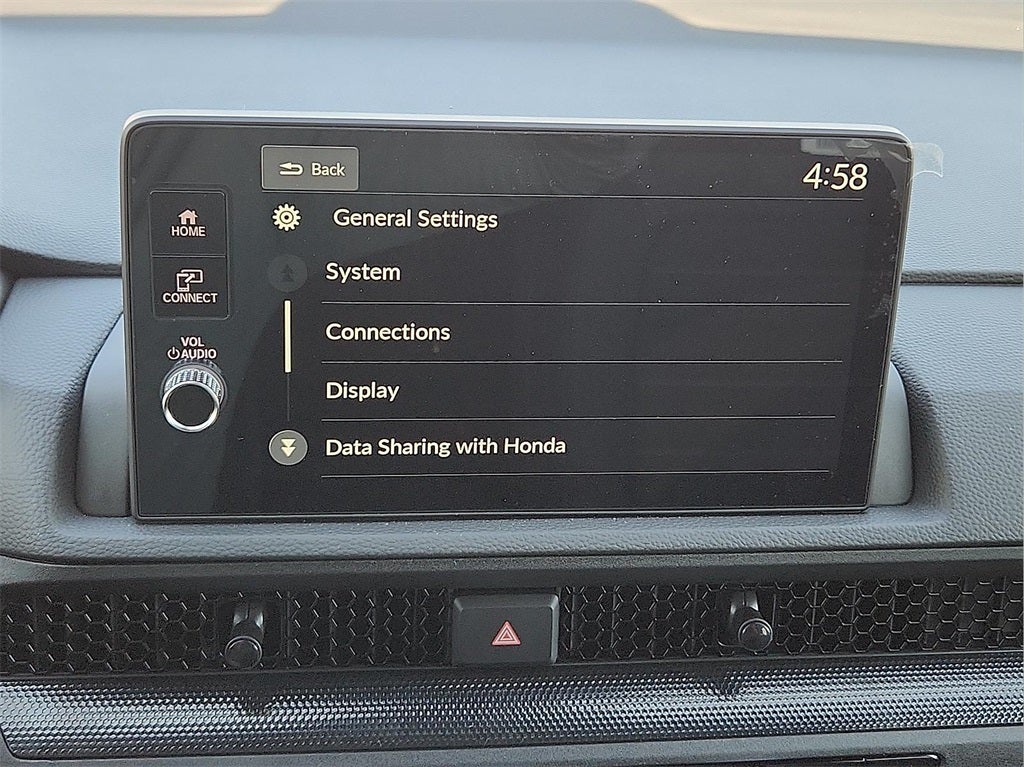 Back
4:58
HOME
General Settings
System
CONNECT
Connections
VOL
AUDIO
Display
Data Sharing with Honda